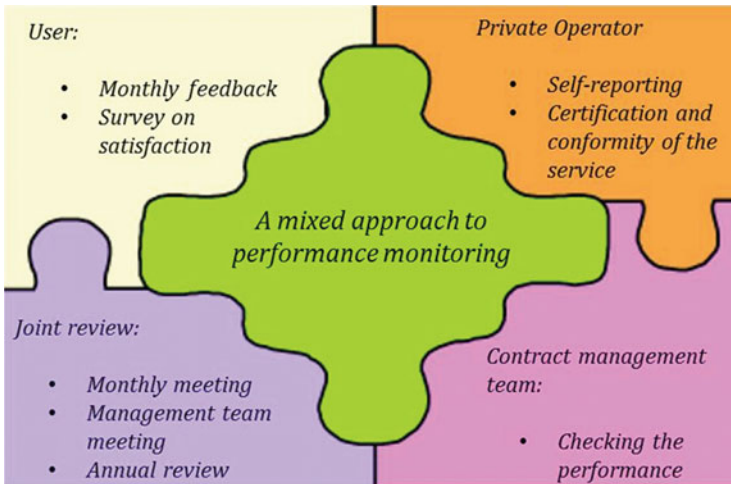 User:
• Monthly feedback
• Survey on
satisfaction
Private Operator
• Self-reporting
• Certification and
conformity of the
service
A mixed approach to
performance monitoring
Joint review:
• Monthly meeting
• Management team
meeting
• Annual review
Contract management
team:
• Checking the
performance